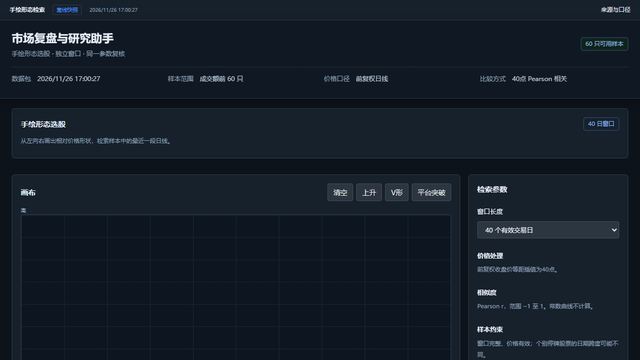 手绘形态检索 离线快照 2026/11/26 17:00:27 来源与口径
市场复盘与研究助手
手绘形态选股 · 独立窗口 · 同一参数复核
60 只可用样本
数据包 2026/11/26 17:00:27 样本范围 成交额前 60 只 价格口径 前复权日线 比较方式 40点 Pearson 相关
手绘形态选股
40 日窗口
从左向右画出相对价格形状，检索样本中的最近一段日线。
画布 清空 上升 V形 平台突破
高
检索参数
窗口长度
40 个有效交易日
价格处理
前复权收盘价等距插值为40点。
相似度
Pearson r，范围 −1 至 1。常数曲线不计算。
样本约束
窗口完整、价格有效；个别停牌股票的日期跨度可能不
同。